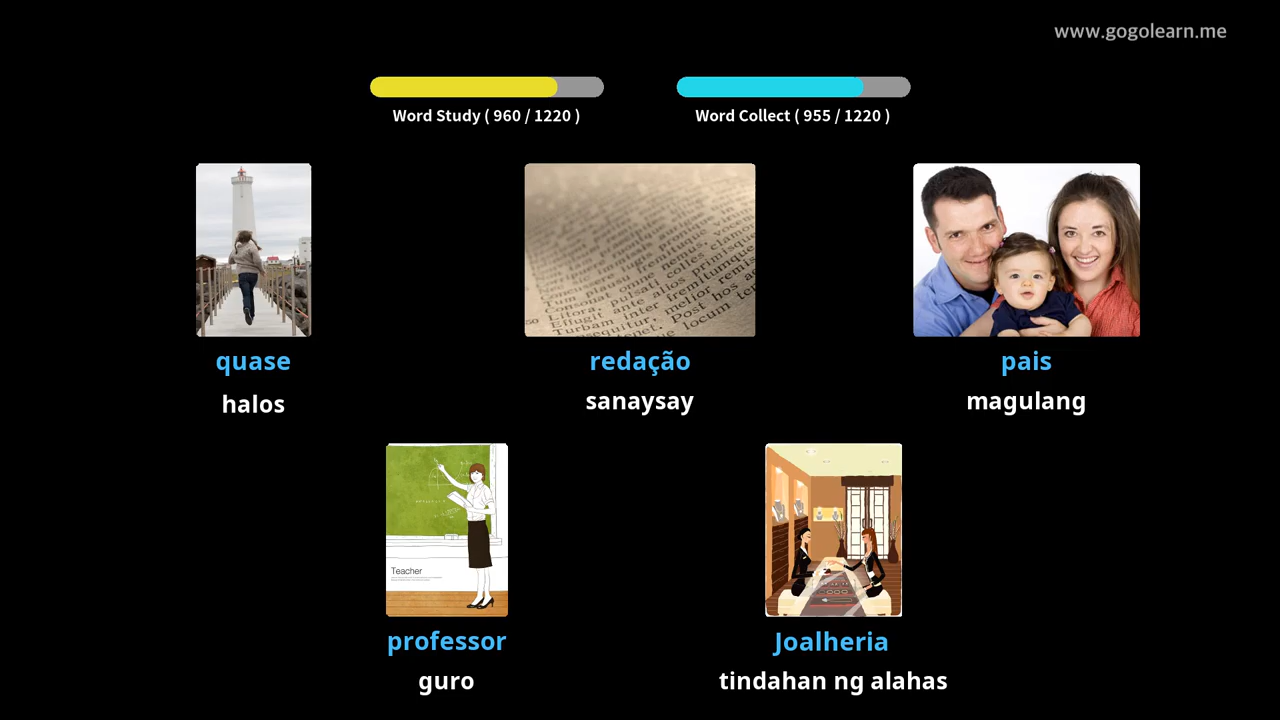 www.gogolearn.me
Word Study ( 960 / 1220 )
Word Collect ( 955 / 1220 )
quase
halos
redação
sanaysay
pais
magulang
Teacher
professor
guro
Joalheria
tindahan ng alahas